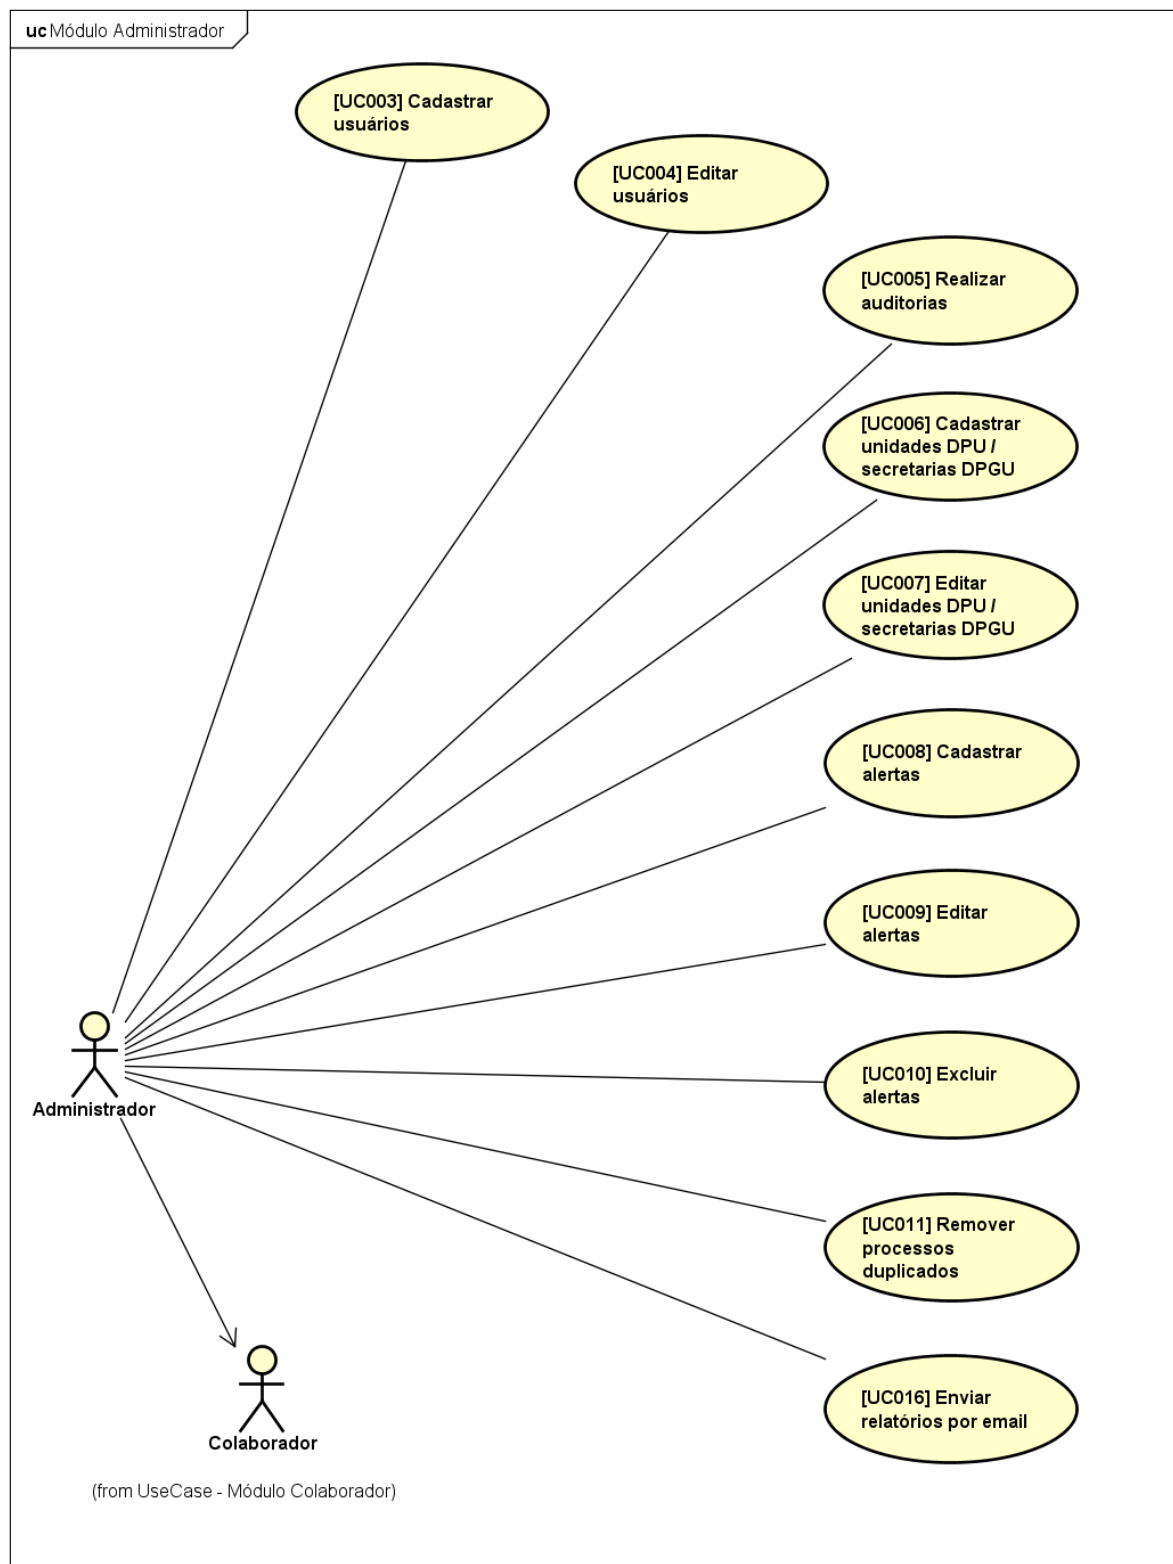 uc Módulo Administrador
[UC003] Cadastrar
usuários
[UC004] Editar
usuários
[UC005] Realizar
auditorias
[UC006] Cadastrar
unidades DPU /
secretarias DPGU
[UC007] Editar
unidades DPU /
secretarias DPGU
[UC008] Cadastrar
alertas
[UC009] Editar
alertas
[UC010] Excluir
alertas
Administrador
[UC011] Remover
processos
duplicados
[UC016] Enviar
relatórios por email
Colaborador
(from UseCase - Módulo Colaborador)